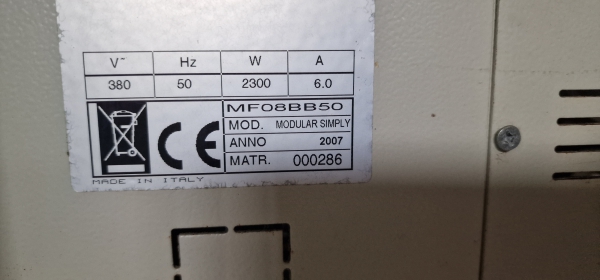 V~ Hz W A
380 50 2300 6.0
MF08BB50
CE MOD. MODULAR SIMPLY
ANNO 2007
MATR. 000286
MADE IN ITALY